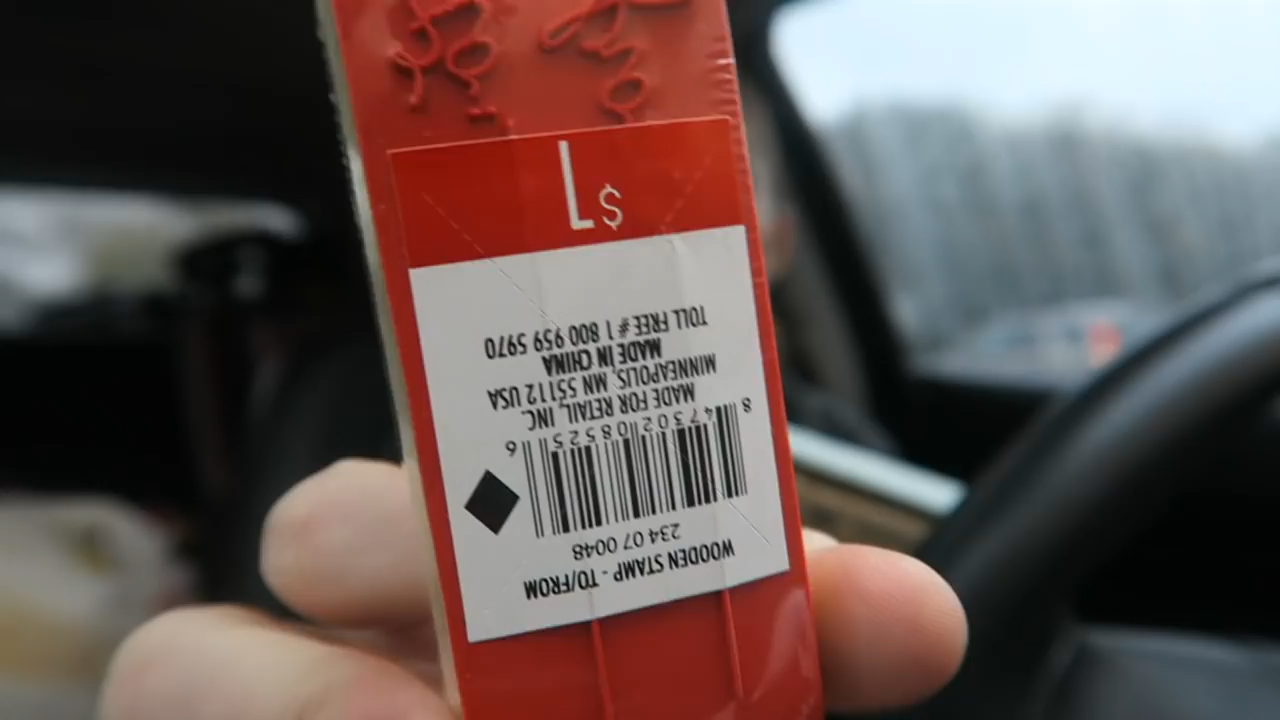 WOODEN STAMP - TO/FROM
234 07 0048
8 47302 08525 6
MADE FOR RETAIL, INC.
MINNEAPOLIS, MN 55112 USA
MADE IN CHINA
TOLL FREE# 1 800 959 5970
$1